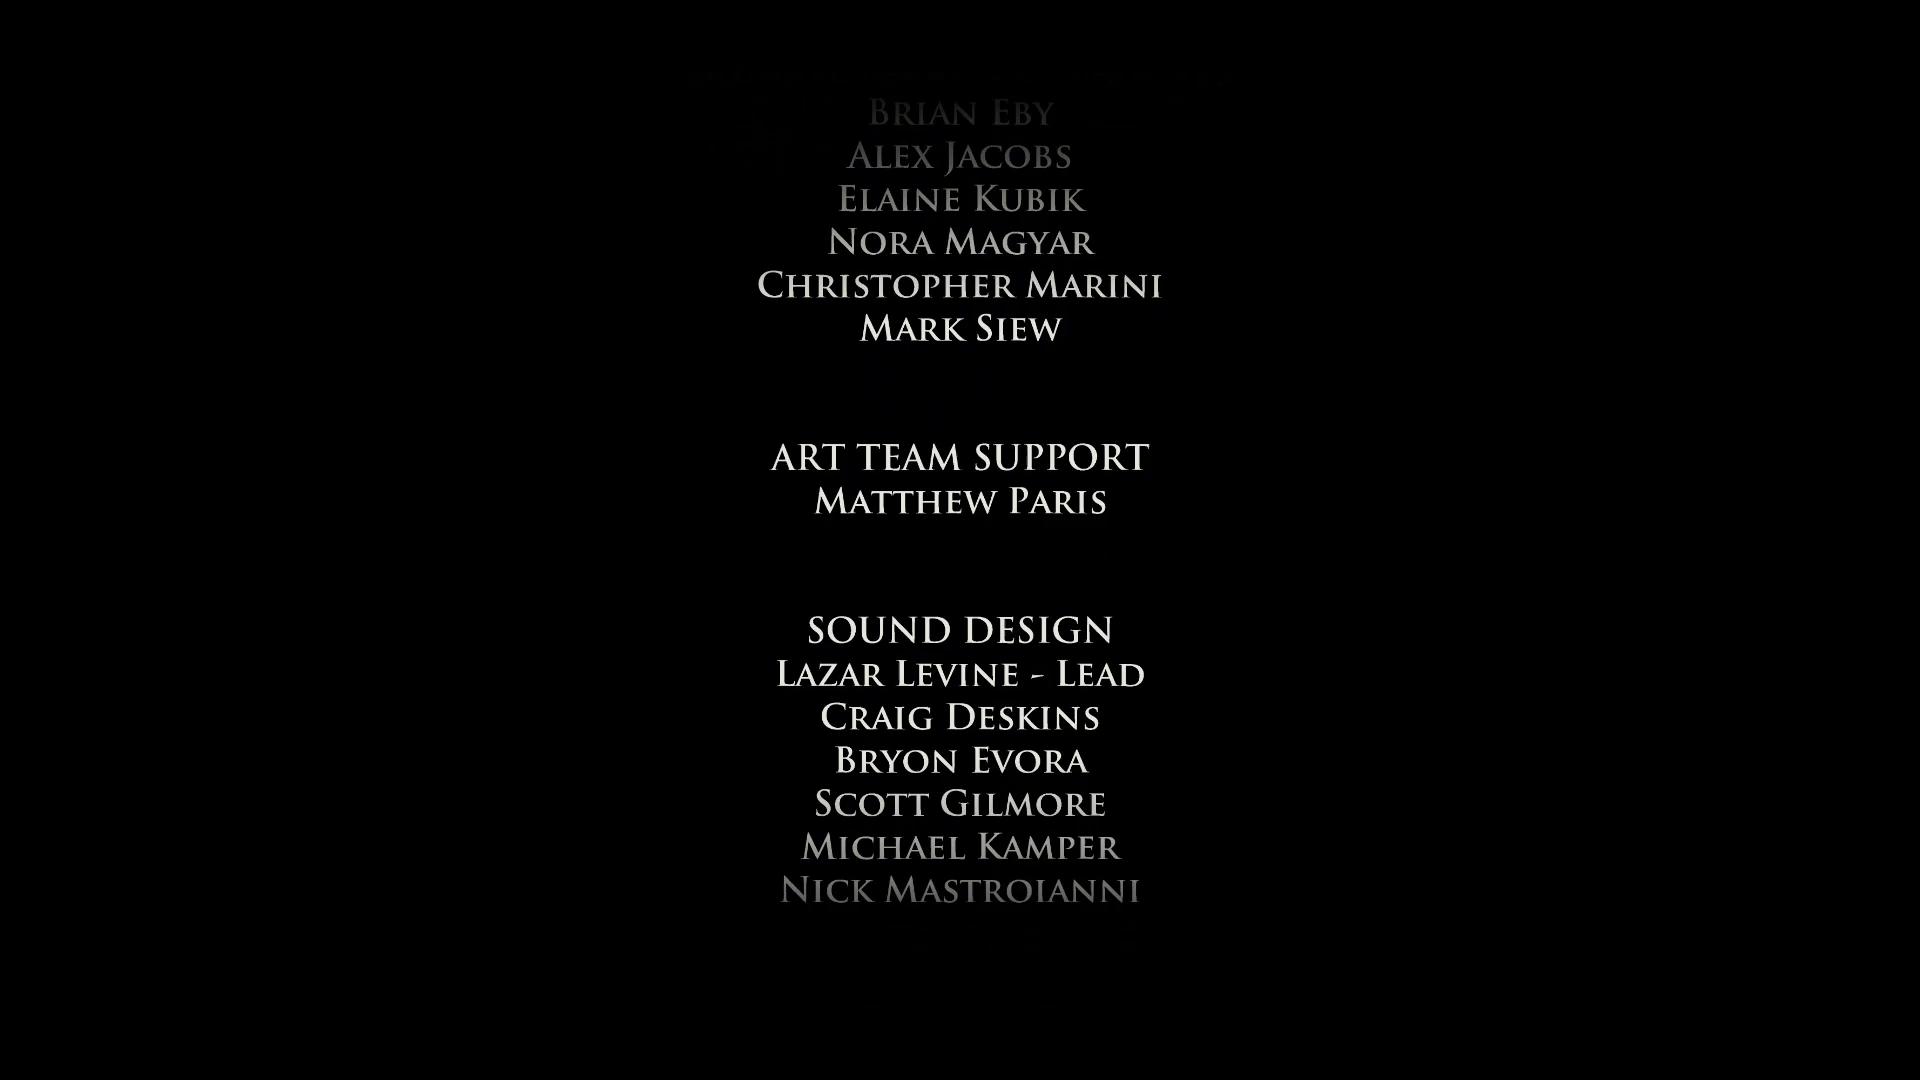 Brian Eby
Alex Jacobs
Elaine Kubik
Nora Magyar
Christopher Marini
Mark Siew
ART TEAM SUPPORT
Matthew Paris
SOUND DESIGN
Lazar Levine - Lead
Craig Deskins
Bryon Evora
Scott Gilmore
Michael Kamper
Nick Mastroianni